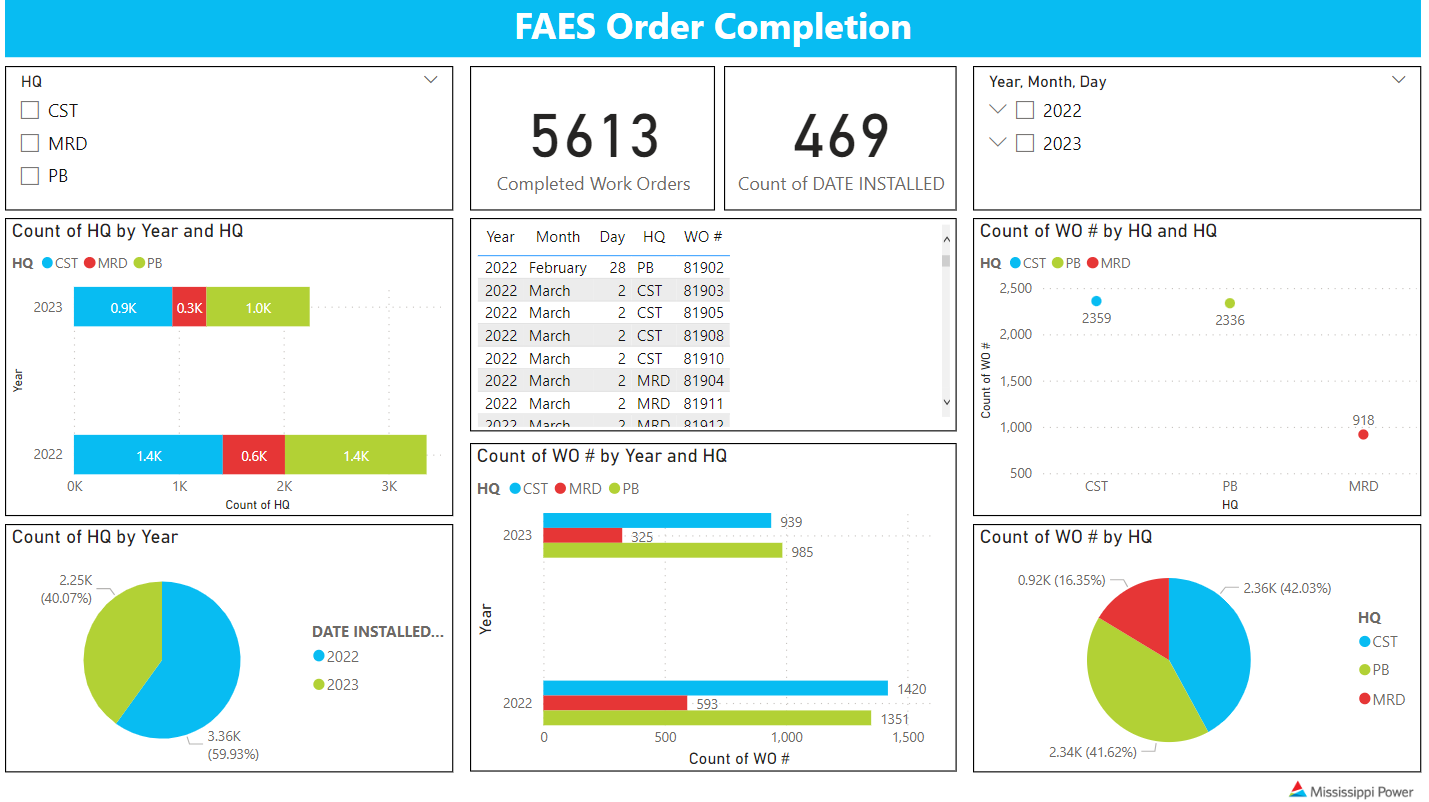 FAES Order Completion
HQ
CST
MRD
PB
5613
Completed Work Orders
469
Count of DATE INSTALLED
Year, Month, Day
2022
2023
Count of HQ by Year and HQ
HQ CST MRD PB
2023
0.9K 0.3K 1.0K
Year
2022
1.4K 0.6K 1.4K
0K 1K 2K 3K
Count of HQ
Year Month Day HQ WO #
2022 February 28 PB 81902
2022 March 2 CST 81903
2022 March 2 CST 81905
2022 March 2 CST 81908
2022 March 2 CST 81910
2022 March 2 MRD 81904
2022 March 2 MRD 81911
2022 March 2 MRD 81912
Count of WO # by HQ and HQ
HQ CST PB MRD
2,500
2,000
1,500
1,000
500
Count of WO #
2359
2336
918
CST PB MRD
HQ
Count of HQ by Year
2.25K
(40.07%)
3.36K
(59.93%)
DATE INSTALLED...
2022
2023
Count of WO # by Year and HQ
HQ CST MRD PB
2023
939
325
985
Year
2022
1420
593
1351
0 500 1,000 1,500
Count of WO #
Count of WO # by HQ
0.92K (16.35%)
2.36K (42.03%)
2.34K (41.62%)
HQ
CST
PB
MRD
Mississippi Power